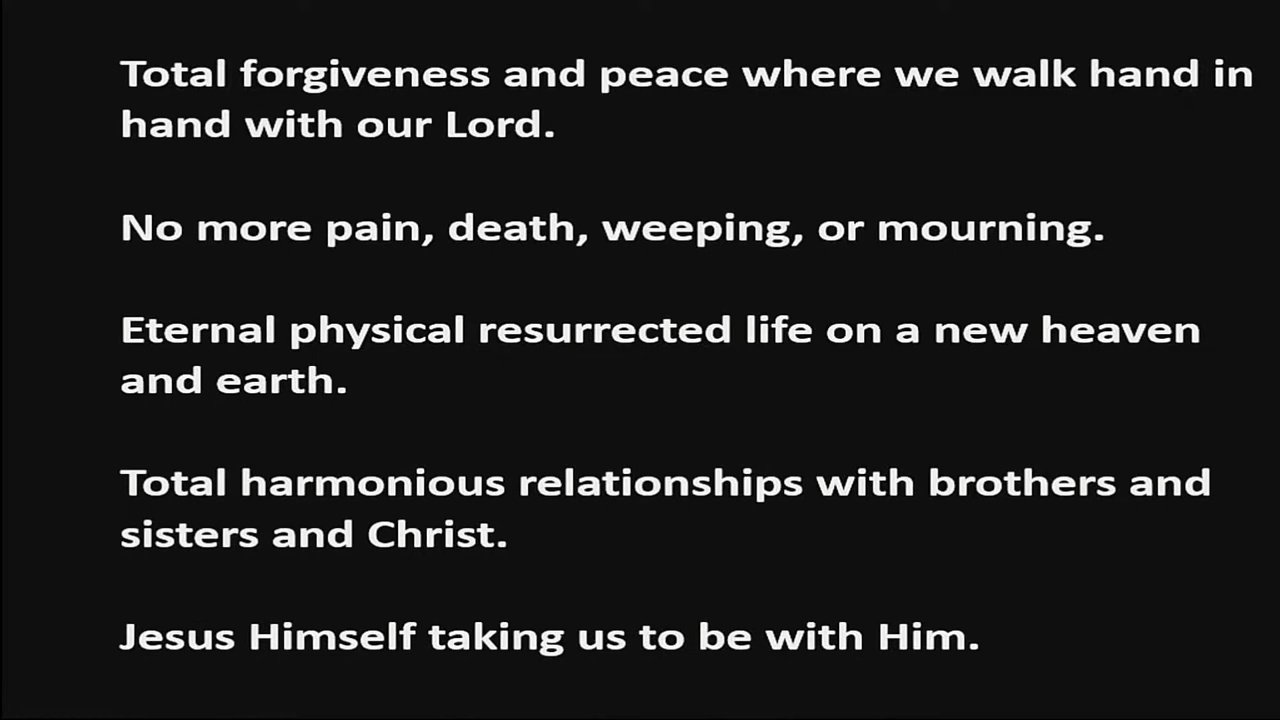 Total forgiveness and peace where we walk hand in
hand with our Lord.
No more pain, death, weeping, or mourning.
Eternal physical resurrected life on a new heaven
and earth.
Total harmonious relationships with brothers and
sisters and Christ.
Jesus Himself taking us to be with Him.